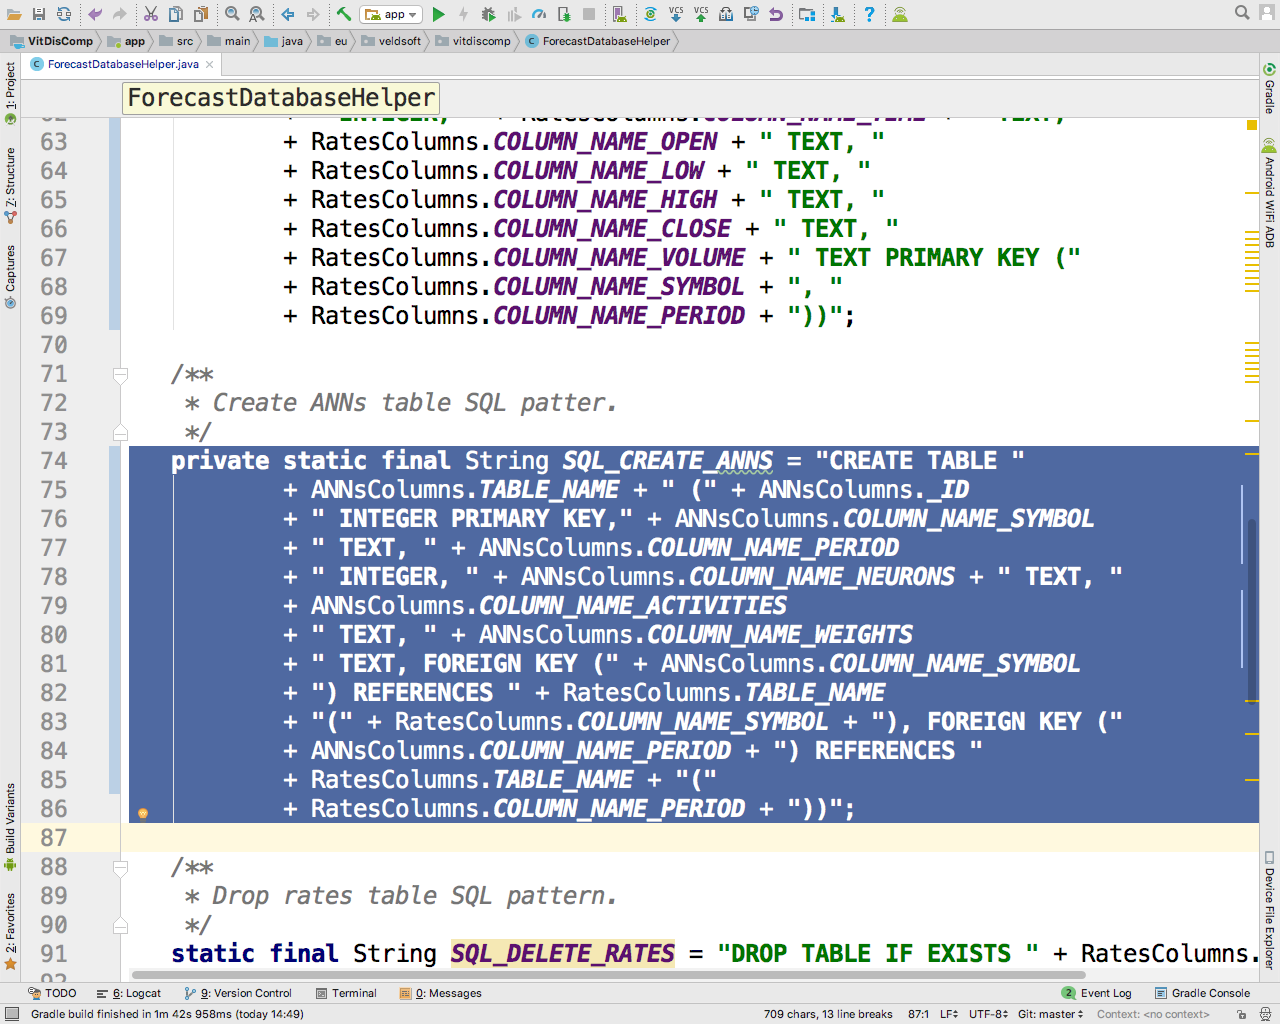 app
VitDisComp app src main java eu veldsoft vitdiscomp ForecastDatabaseHelper
ForecastDatabaseHelper.java
ForecastDatabaseHelper
63 + RatesColumns.COLUMN_NAME_OPEN + " TEXT, "
64 + RatesColumns.COLUMN_NAME_LOW + " TEXT, "
65 + RatesColumns.COLUMN_NAME_HIGH + " TEXT, "
66 + RatesColumns.COLUMN_NAME_CLOSE + " TEXT, "
67 + RatesColumns.COLUMN_NAME_VOLUME + " TEXT PRIMARY KEY ("
68 + RatesColumns.COLUMN_NAME_SYMBOL + ", "
69 + RatesColumns.COLUMN_NAME_PERIOD + "))";
70
71 /**
72 * Create ANNs table SQL patter.
73 */
74 private static final String SQL_CREATE_ANNS = "CREATE TABLE "
75 + ANNsColumns.TABLE_NAME + " (" + ANNsColumns._ID
76 + " INTEGER PRIMARY KEY," + ANNsColumns.COLUMN_NAME_SYMBOL
77 + " TEXT, " + ANNsColumns.COLUMN_NAME_PERIOD
78 + " INTEGER, " + ANNsColumns.COLUMN_NAME_NEURONS + " TEXT, "
79 + ANNsColumns.COLUMN_NAME_ACTIVITIES
80 + " TEXT, " + ANNsColumns.COLUMN_NAME_WEIGHTS
81 + " TEXT, FOREIGN KEY (" + ANNsColumns.COLUMN_NAME_SYMBOL
82 + ") REFERENCES " + RatesColumns.TABLE_NAME
83 + "(" + RatesColumns.COLUMN_NAME_SYMBOL + "), FOREIGN KEY ("
84 + ANNsColumns.COLUMN_NAME_PERIOD + ") REFERENCES "
85 + RatesColumns.TABLE_NAME + "("
86 + RatesColumns.COLUMN_NAME_PERIOD + "))";
87
88 /**
89 * Drop rates table SQL pattern.
90 */
91 static final String SQL_DELETE_RATES = "DROP TABLE IF EXISTS " + RatesColumns.
1: Project
Z: Structure
Captures
Build Variants
2: Favorites
Gradle
Android WiFi ADB
Device File Explorer
TODO 6: Logcat 9: Version Control Terminal 0: Messages 2 Event Log Gradle Console
Gradle build finished in 1m 42s 958ms (today 14:49) 709 chars, 13 line breaks 87:1 LF UTF-8 Git: master Context: <no context>